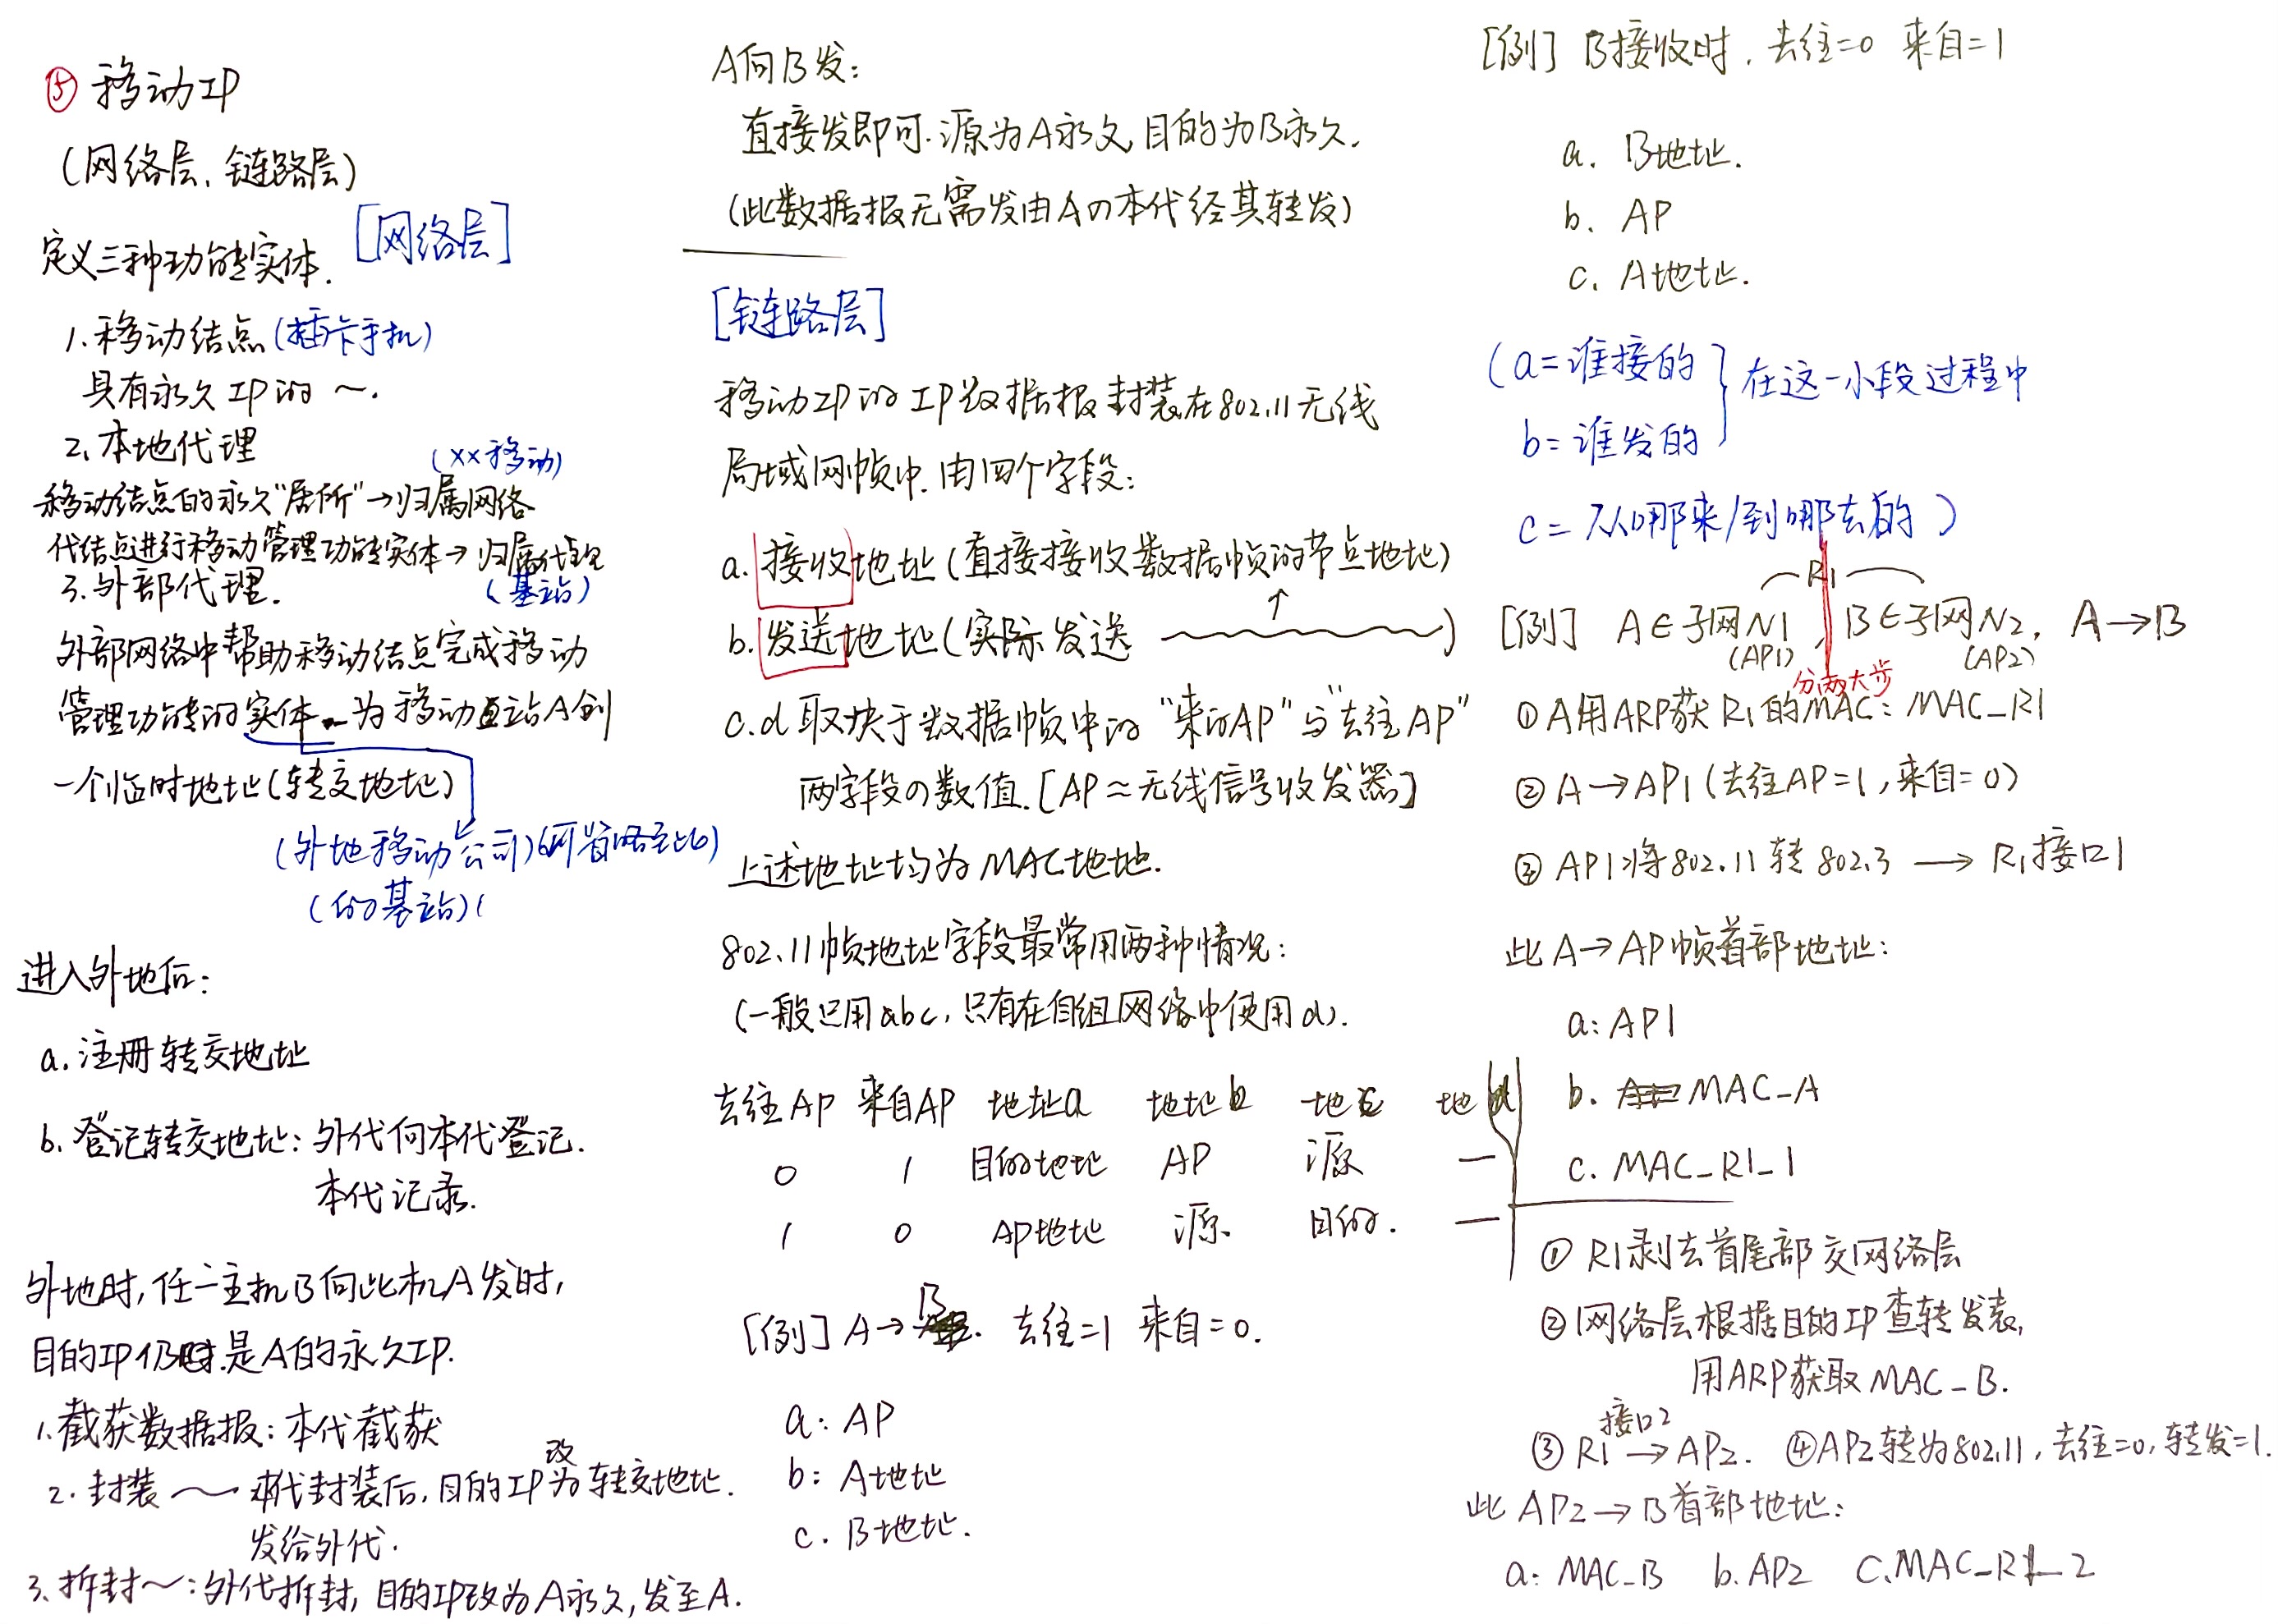 ⑤ 移动IP
(网络层、链路层)
[网络层]
定义三种功能实体.
1. 移动结点(插卡手机)
具有永久IP的～.
2. 本地代理
(××移动)
移动结点的永久"居所"→归属网络
代结点进行移动管理功能实体→归属代理
(基站)
3. 外部代理.
外部网络中帮助移动结点完成移动
管理功能的实体 为移动主站A创
一个临时地址(转交地址)
(外地移动公司)(可省略至此)
(的基站)
进入外地后:
a. 注册转交地址
b. 登记转交地址: 外代向本代登记.
本代记录.
外地时,任一主机B向此机A发时,
目的IP仍是A的永久IP.
1. 截获数据报: 本代截获
2. 封装～ 本代封装后,目的IP改为转交地址.
发给外代.
3. 拆封～: 外代拆封, 目的IP改为A永久,发至A.
A向B发:
直接发即可.源为A永久,目的为B永久.
(此数据报无需发由Aの本代经其转发)
[链路层]
移动IP的IP数据报封装在802.11无线
局域网帧中.由四个字段:
a. 接收地址(直接接收数据帧的节点地址)
↑
b. 发送地址(实际发送～)
c.d 取决于数据帧中的"来的AP"与"去往AP"
两字段の数值.[AP≈无线信号收发器]
上述地址均为MAC地址.
802.11帧地址字段最常用两种情况:
(一般只用abc,只有在自组网络中使用d).
去往AP 来自AP 地址a 地址b 地c 地d
0 1 目的地址 AP 源 —
1 0 AP地址 源 目的. —
[例] A→B. 去往=1 来自=0.
a: AP
b: A地址
c. B地址.
[例] B接收时. 去往=0 来自=1
a. B地址.
b. AP
c. A地址.
(a=谁接的
b=谁发的
} 在这一小段过程中
c=从哪来/到哪去的)
R1
[例] A∈子网N1, B∈子网N2, A→B
(AP1) (AP2)
分两大步
① A用ARP获R1的MAC: MAC_R1
② A→AP1(去往AP=1,来自=0)
③ AP1将802.11转802.3 → R1接口1
此A→AP帧首部地址:
a: AP1
b. MAC_A
c. MAC_R1_1
① R1剥去首尾部交网络层
② 网络层根据目的IP查转发表,
用ARP获取MAC_B.
接口2
③ R1→AP2. ④AP2转为802.11,去往=0,转发=1.
此AP2→B首部地址:
a: MAC_B b. AP2 c. MAC_R1_2